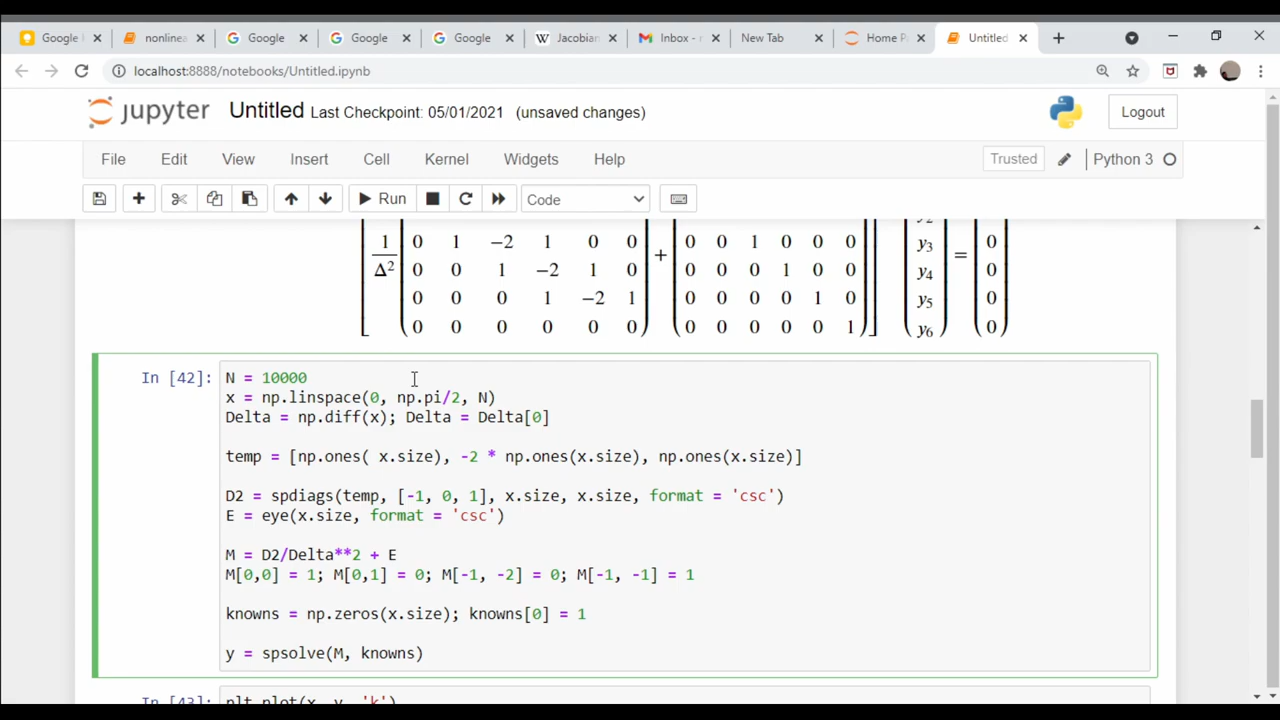 Google
nonlinea
Google
Google
Google
W Jacobian
Inbox - r
New Tab
Home P
Untitled
localhost:8888/notebooks/Untitled.ipynb
jupyter Untitled Last Checkpoint: 05/01/2021 (unsaved changes)
Logout
File Edit View Insert Cell Kernel Widgets Help
Trusted
Python 3
Run
Code
1/Δ²
0 1 −2 1 0 0
0 0 1 −2 1 0
0 0 0 1 −2 1
0 0 0 0 0 0
+
0 0 1 0 0 0
0 0 0 1 0 0
0 0 0 0 1 0
0 0 0 0 0 1
y3
y4
y5
y6
=
0
0
0
0
In [42]:
N = 10000
x = np.linspace(0, np.pi/2, N)
Delta = np.diff(x); Delta = Delta[0]
temp = [np.ones( x.size), -2 * np.ones(x.size), np.ones(x.size)]
D2 = spdiags(temp, [-1, 0, 1], x.size, x.size, format = 'csc')
E = eye(x.size, format = 'csc')
M = D2/Delta**2 + E
M[0,0] = 1; M[0,1] = 0; M[-1, -2] = 0; M[-1, -1] = 1
knowns = np.zeros(x.size); knowns[0] = 1
y = spsolve(M, knowns)
In [43]:
plt.plot(x, y, 'k')